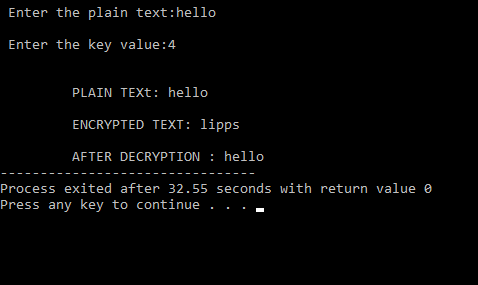 Enter the plain text:hello
Enter the key value:4
PLAIN TEXt: hello
ENCRYPTED TEXT: lipps
AFTER DECRYPTION : hello
--------------------------------
Process exited after 32.55 seconds with return value 0
Press any key to continue . . .